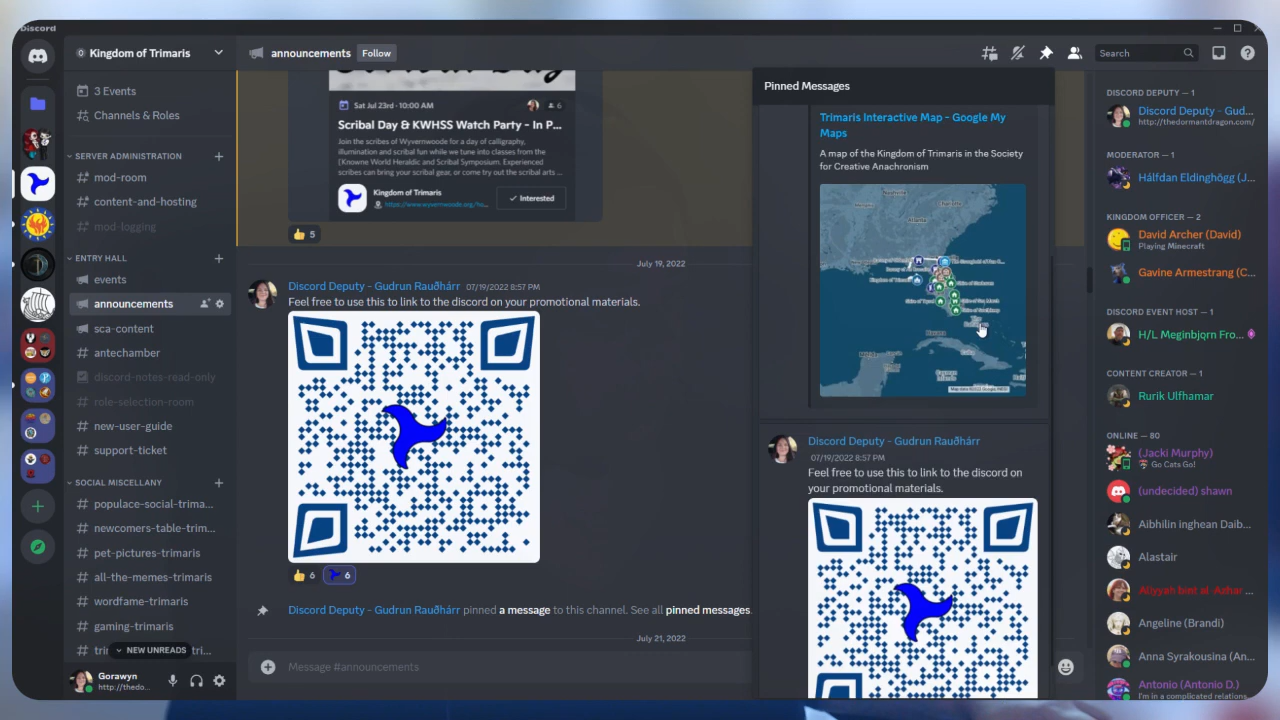 Discord
Kingdom of Trimaris
3 Events
Channels & Roles
SERVER ADMINISTRATION
mod-room
content-and-hosting
mod-logging
ENTRY HALL
events
announcements
sca-content
antechamber
discord-notes-read-only
role-selection-room
new-user-guide
support-ticket
SOCIAL MISCELLANY
populace-social-trima...
newcomers-table-trim...
pet-pictures-trimaris
all-the-memes-trimaris
wordfame-trimaris
gaming-trimaris
NEW UNREADS
Gorawyn
http://thedo...
announcements
Follow
Search
Sat Jul 23rd · 10:00 AM
6
Scribal Day & KWHSS Watch Party - In P...
Join the scribes of Wyvernwoode for a day of calligraphy,
illumination and scribal fun while we tune into classes from the
[Knowne World Heraldic and Scribal Symposium. Experienced
scribes can bring your scribal gear, or come try out the scribal arts ...
Kingdom of Trimaris
Interested
5
July 19, 2022
Discord Deputy - Gudrun Rauðhárr 07/19/2022 8:57 PM
Feel free to use this to link to the discord on your promotional materials.
6 6
Discord Deputy - Gudrun Rauðhárr pinned a message to this channel. See all pinned messages
July 21, 2022
Message #announcements
Pinned Messages
Trimaris Interactive Map - Google My
Maps
A map of the Kingdom of Trimaris in the Society
for Creative Anachronism
Discord Deputy - Gudrun Rauðhárr
07/19/2022 8:57 PM
Feel free to use this to link to the discord on
your promotional materials.
DISCORD DEPUTY — 1
Discord Deputy - Gud...
http://thedormantdragon.com/
MODERATOR — 1
Hálfdan Eldinghögg (J...
KINGDOM OFFICER — 2
David Archer (David)
Playing Minecraft
Gavine Armestrang (C...
DISCORD EVENT HOST — 1
H/L Meginbjorn Fro...
CONTENT CREATOR — 1
Rurik Ulfhamar
ONLINE — 80
(Jacki Murphy)
Go Cats Go!
(undecided) shawn
Aibhilin inghean Daib...
Alastair
Aliyyah bint al-Azhar ...
Angeline (Brandi)
Anna Syrakousina (An...
Antonio (Antonio D.)
I'm in a complicated relations...